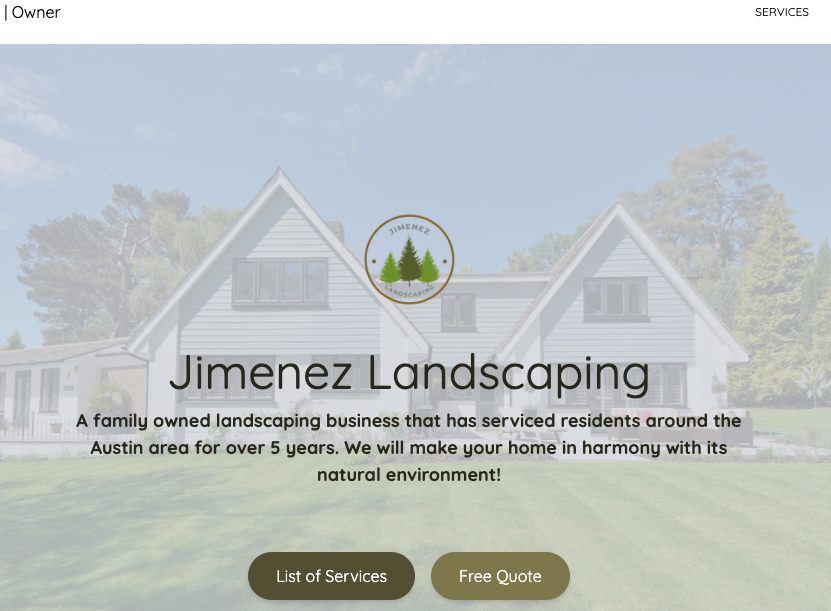 | Owner
SERVICES
JIMENEZ
LANDSCAPING
Jimenez Landscaping
A family owned landscaping business that has serviced residents around the
Austin area for over 5 years. We will make your home in harmony with its
natural environment!
List of Services
Free Quote